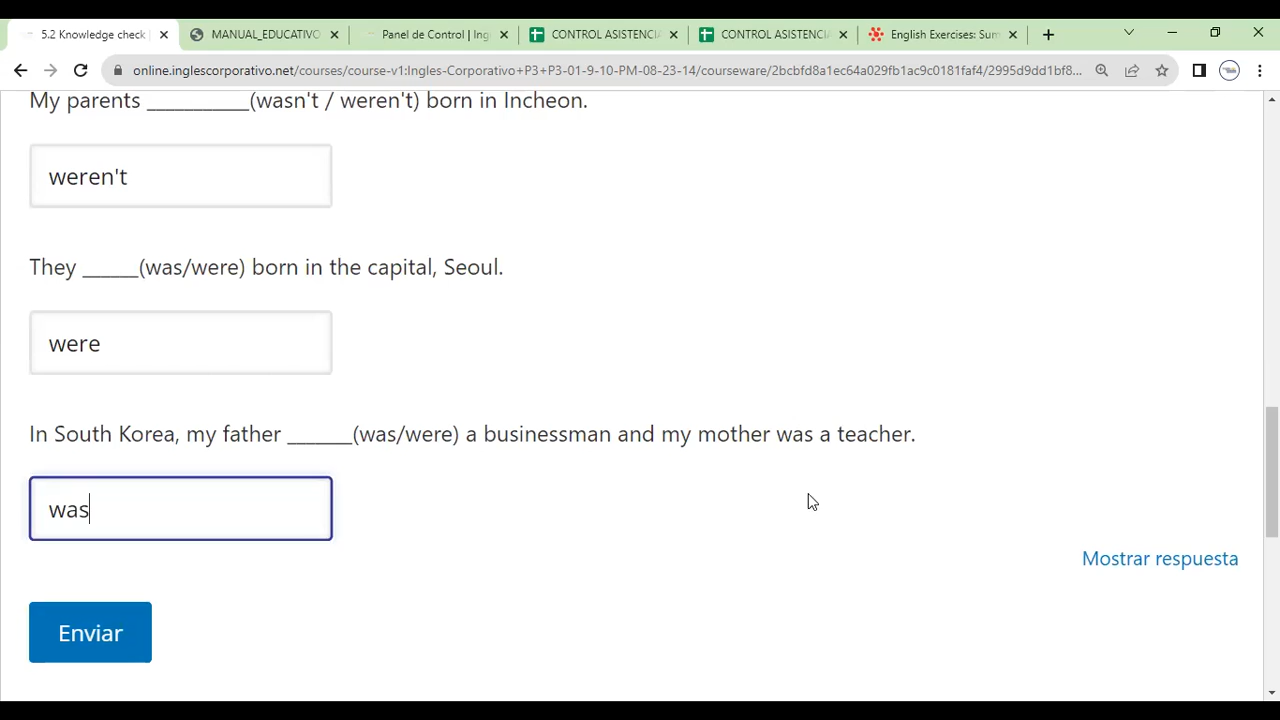 5.2 Knowledge check |
MANUAL_EDUCATIVO
Panel de Control | Ing
CONTROL ASISTENCIA
CONTROL ASISTENCIA
English Exercises: Sum
online.inglescorporativo.net/courses/course-v1:Ingles-Corporativo+P3+P3-01-9-10-PM-08-23-14/courseware/2bcbfd8a1ec64a029fb1ac9c0181faf4/2995d9dd1bf8...
My parents ___________(wasn't / weren't) born in Incheon.
weren't
They ______(was/were) born in the capital, Seoul.
were
In South Korea, my father _______(was/were) a businessman and my mother was a teacher.
was
Mostrar respuesta
Enviar